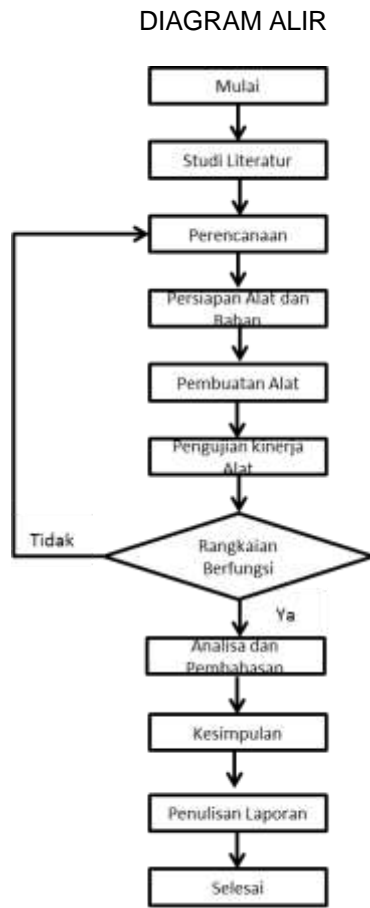 DIAGRAM ALIR
Mulai
Studi Literatur
Perencanaan
Persiapan Alat dan
Bahan
Pembuatan Alat
Pengujian kinerja
Alat
Tidak
Rangkaian
Berfungsi
Ya
Analisa dan
Pembahasan
Kesimpulan
Penulisan Laporan
Selesai